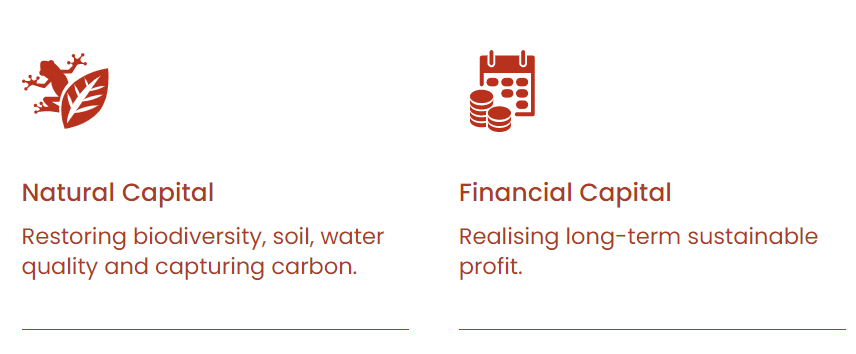 Natural Capital
Restoring biodiversity, soil, water
quality and capturing carbon.
Financial Capital
Realising long-term sustainable
profit.